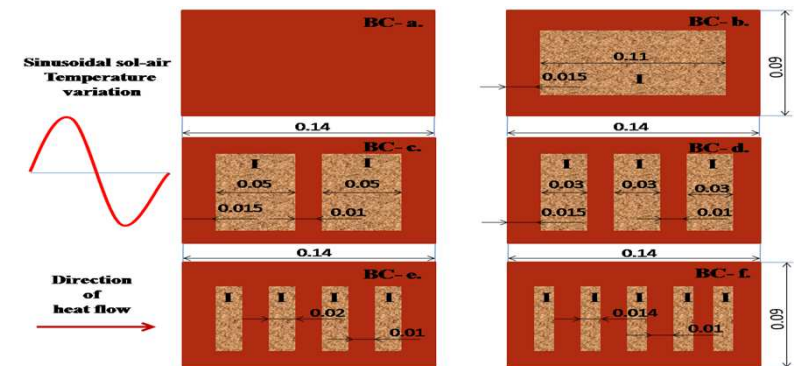 Sinusoidal sol-air
Temperature
variation
BC-a.
BC-b.
0.11
0.015
I
0.09
0.14
BC-c.
I I
0.05 0.05
0.015
0.01
BC-d.
I I I
0.03 0.03 0.03
0.015
0.01
0.14
0.14
Direction
of
heat flow
BC-e.
I I I I
0.02
0.01
BC-f.
I I I I I
0.014
0.01
0.09